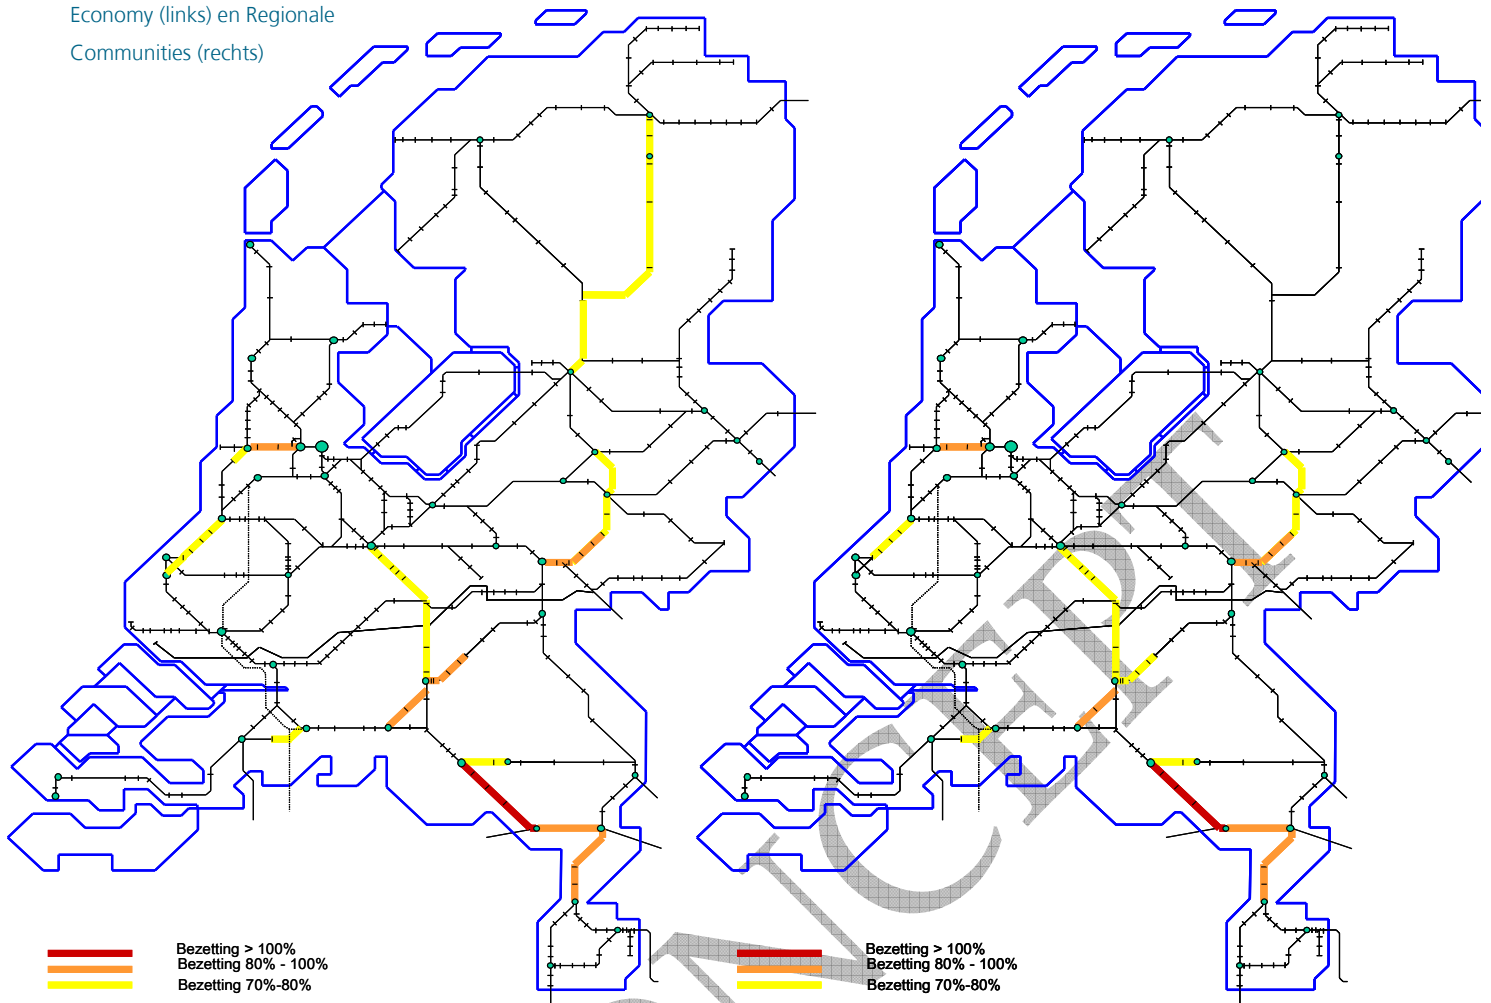 Economy (links) en Regionale
Communities (rechts)
CONCEPT
Bezetting > 100%
Bezetting 80% - 100%
Bezetting 70%-80%
Bezetting > 100%
Bezetting 80% - 100%
Bezetting 70%-80%